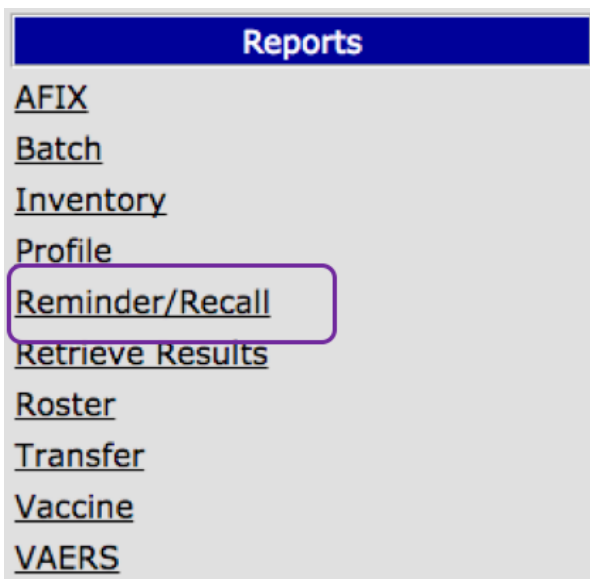 Reports
AFIX
Batch
Inventory
Profile
Reminder/Recall
Retrieve Results
Roster
Transfer
Vaccine
VAERS